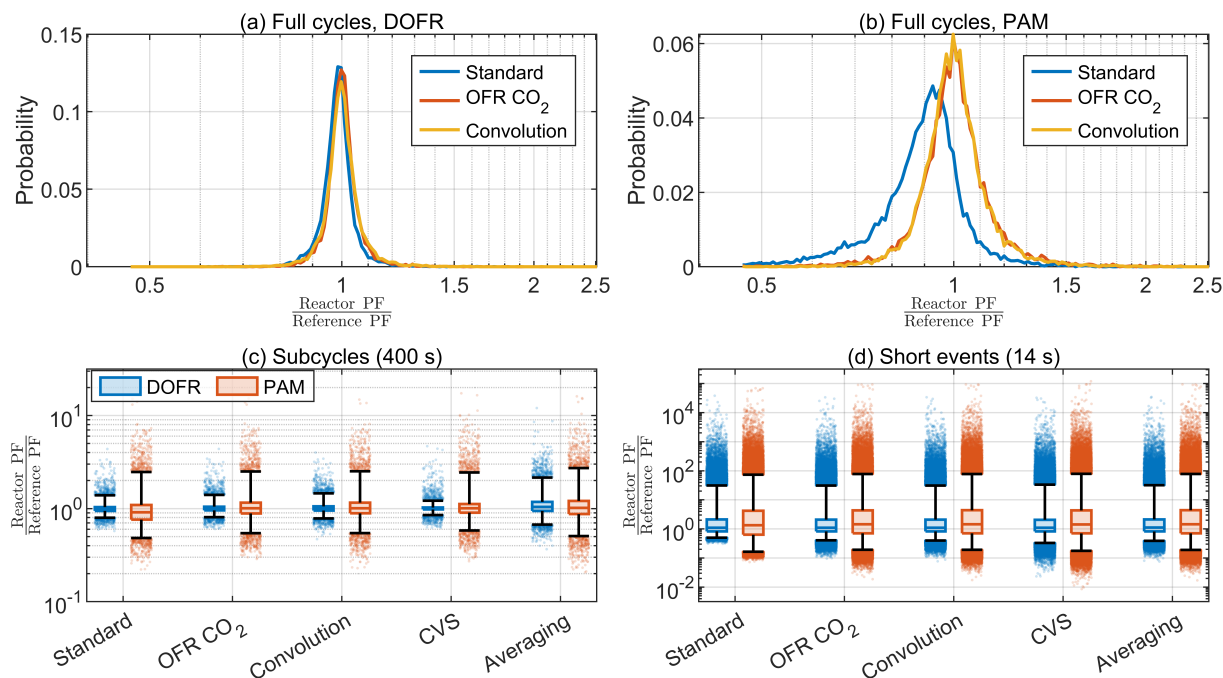 (a) Full cycles, DOFR
0.15
0.1
0.05
0
Probability
Standard
OFR CO2
Convolution
0.5 1 1.5 2 2.5
Reactor PF
Reference PF
(b) Full cycles, PAM
0.06
0.04
0.02
0
Probability
Standard
OFR CO2
Convolution
0.5 1 1.5 2 2.5
Reactor PF
Reference PF
(c) Subcycles (400 s)
DOFR PAM
10^1
10^0
10^-1
Reactor PF
Reference PF
Standard OFR CO2 Convolution CVS Averaging
(d) Short events (14 s)
10^4
10^2
10^0
10^-2
Reactor PF
Reference PF
Standard OFR CO2 Convolution CVS Averaging